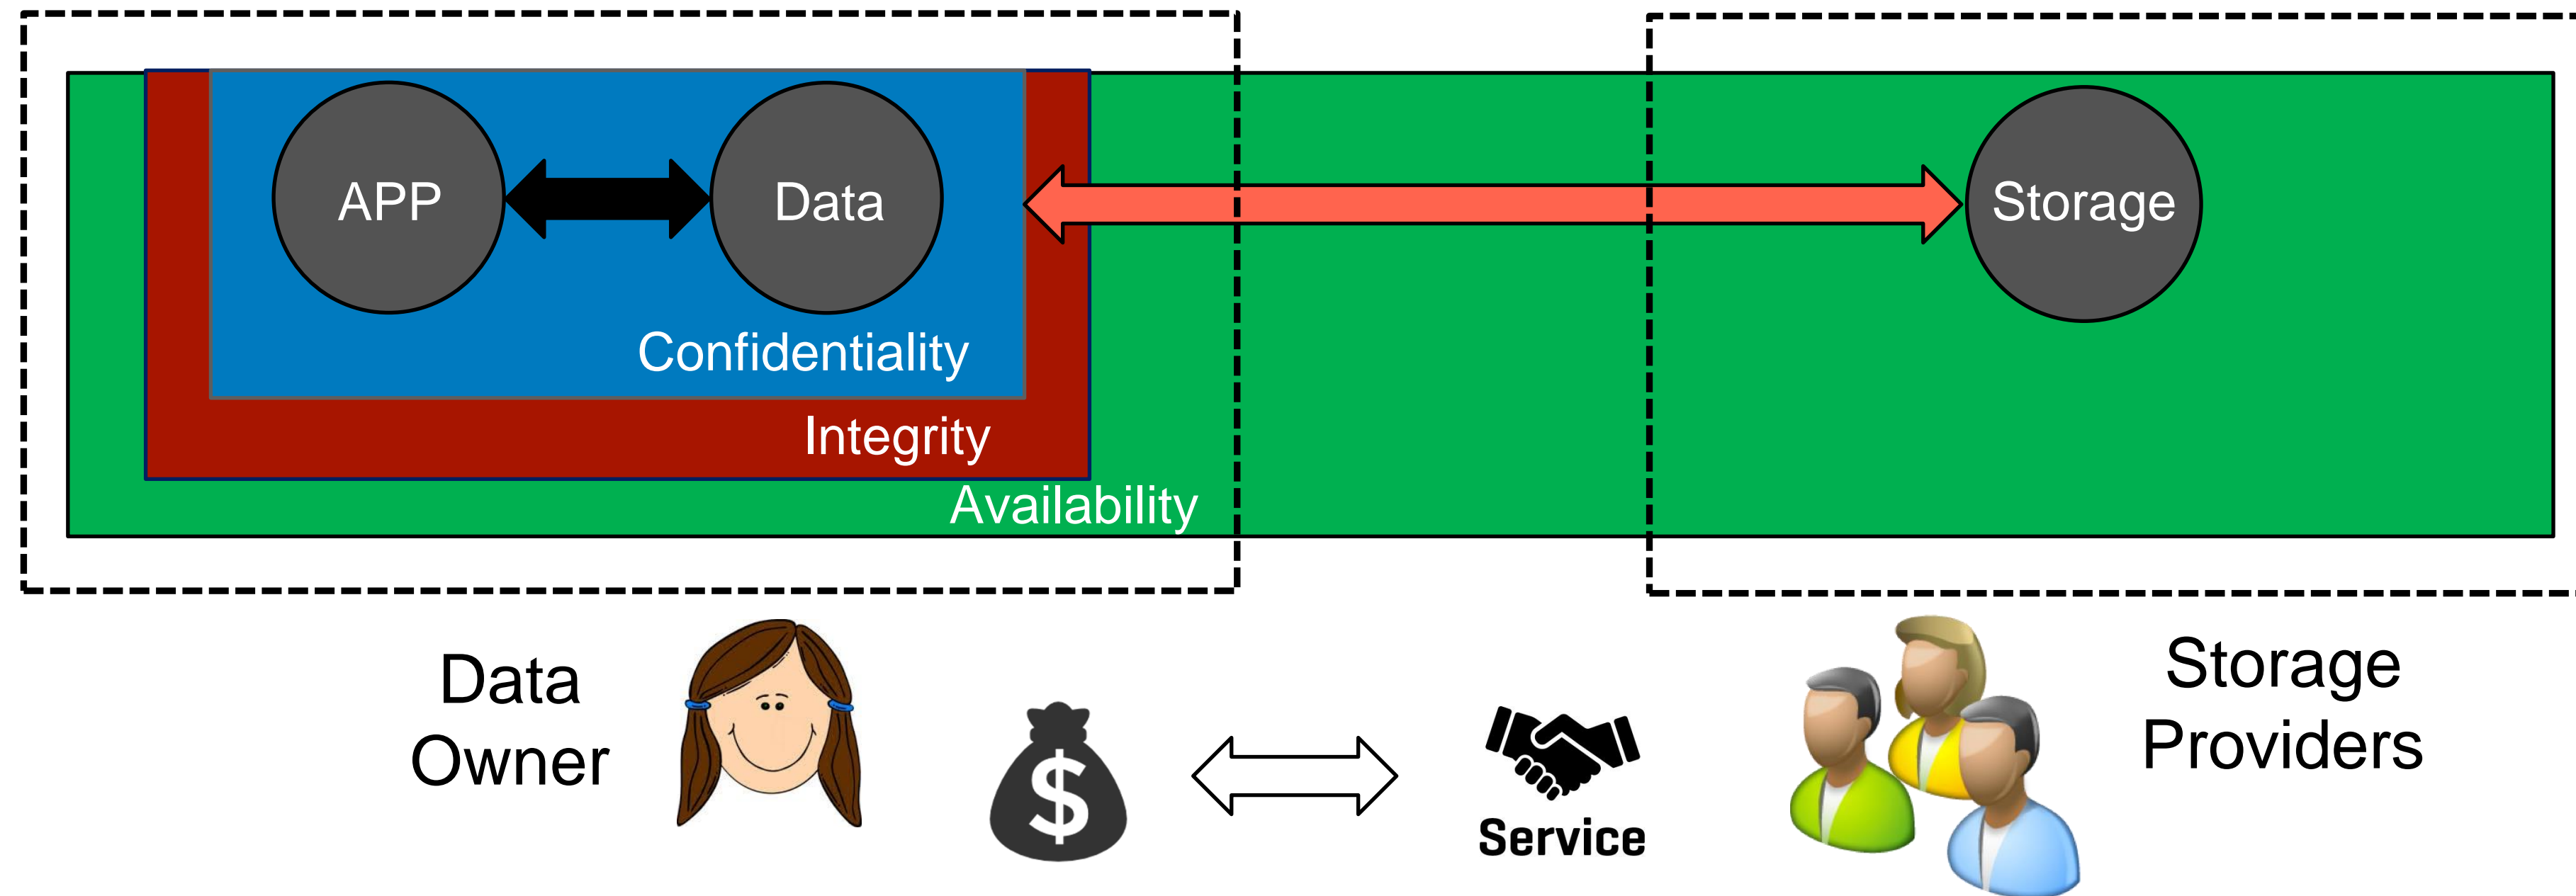 APP
Data
Storage
Confidentiality
Integrity
Availability
Data
Owner
$
Service
Storage
Providers